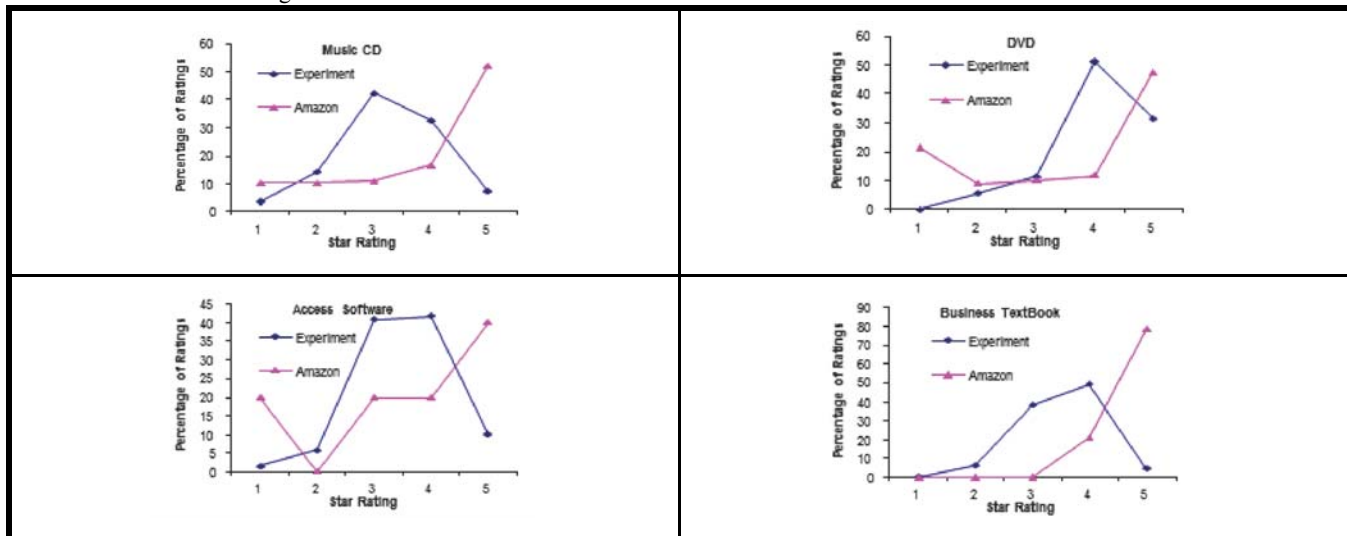 Music CD
Percentage of Ratings
60
50
40
30
20
10
0
Experiment
Amazon
1 2 3 4 5
Star Rating
DVD
Percentage of Ratings
60
50
40
30
20
10
0
Experiment
Amazon
1 2 3 4 5
Star Rating
Access Software
Percentage of Ratings
45
40
35
30
25
20
15
10
5
0
Experiment
Amazon
1 2 3 4 5
Star Rating
Business TextBook
Percentage of Ratings
90
80
70
60
50
40
30
20
10
0
Experiment
Amazon
1 2 3 4 5
Star Rating